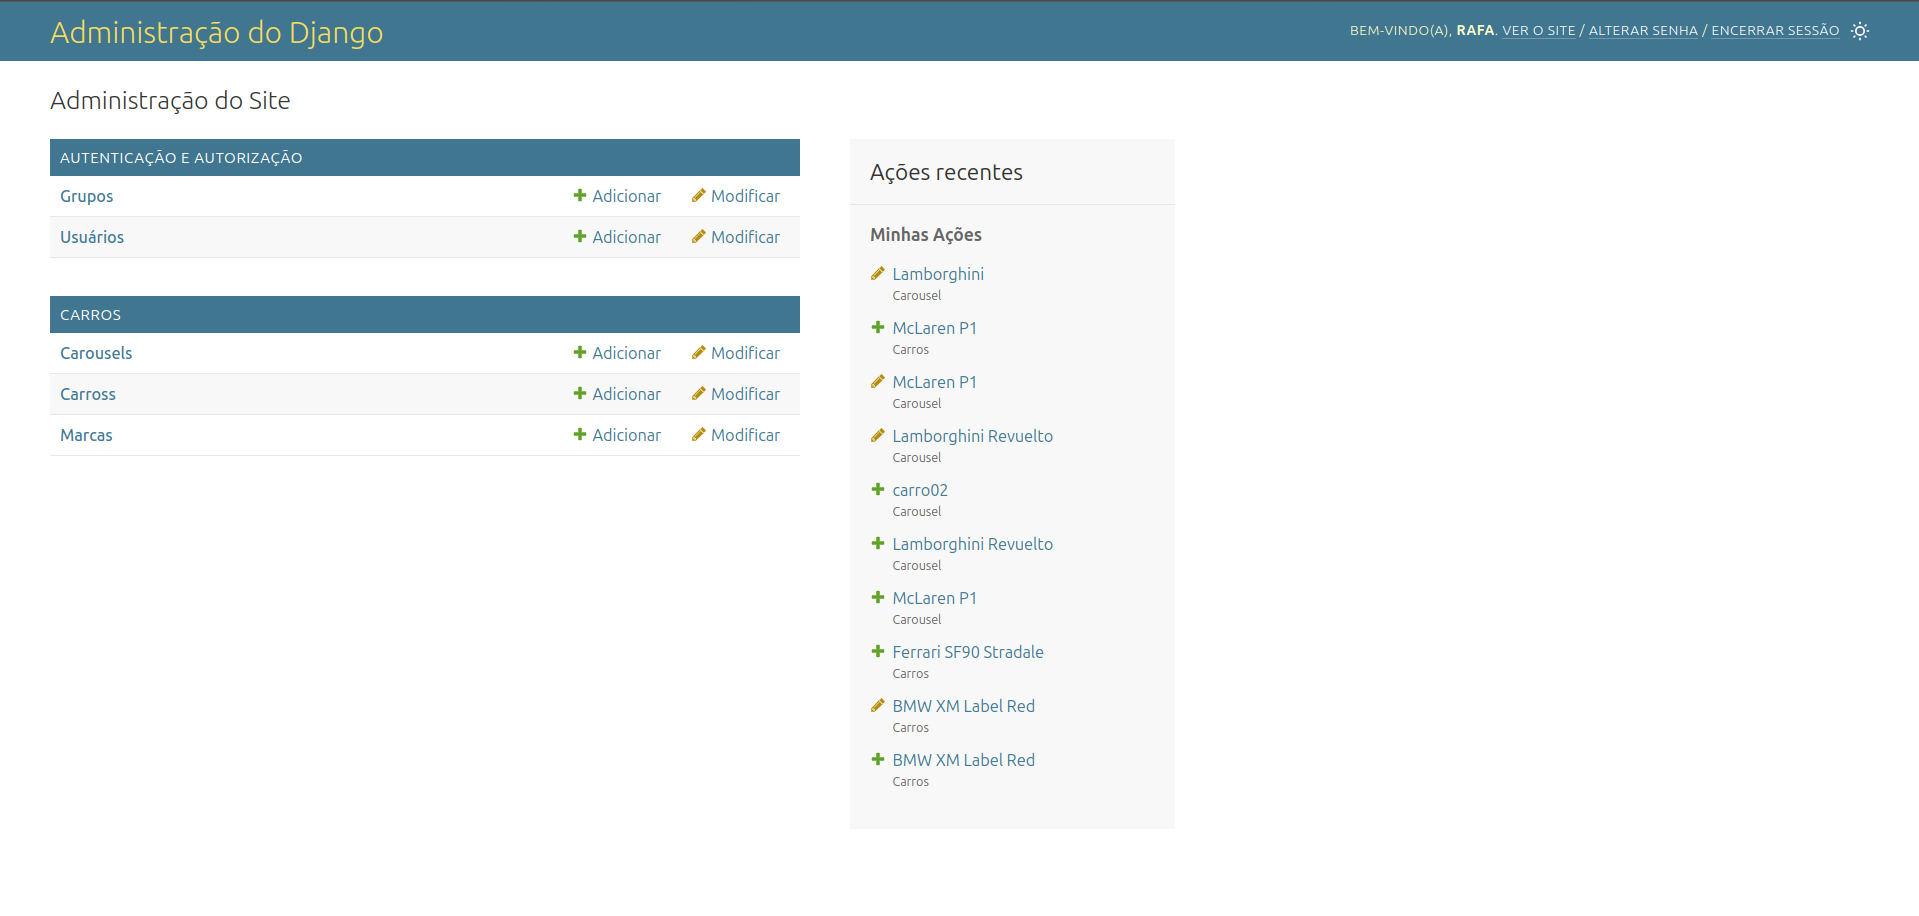 Administração do Django
BEM-VINDO(A), RAFA. VER O SITE / ALTERAR SENHA / ENCERRAR SESSÃO
Administração do Site
AUTENTICAÇÃO E AUTORIZAÇÃO
Grupos Adicionar Modificar
Usuários Adicionar Modificar
CARROS
Carousels Adicionar Modificar
Carross Adicionar Modificar
Marcas Adicionar Modificar
Ações recentes
Minhas Ações
Lamborghini
Carousel
McLaren P1
Carros
McLaren P1
Carousel
Lamborghini Revuelto
Carousel
carro02
Carousel
Lamborghini Revuelto
Carousel
McLaren P1
Carousel
Ferrari SF90 Stradale
Carros
BMW XM Label Red
Carros
BMW XM Label Red
Carros